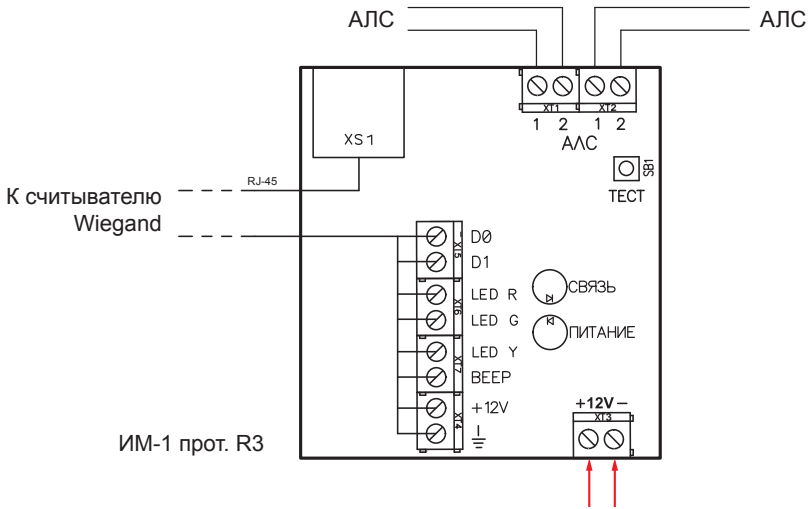 АЛС
АЛС
XT1
XT2
1 2 1 2
АЛС
XS1
SB1
ТЕСТ
RJ-45
К считывателю
Wiegand
XT5
D0
D1
XT6
LED R
LED G
XT7
LED Y
BEEP
XT4
+12V
СВЯЗЬ
ПИТАНИЕ
+12V –
XT3
ИМ-1 прот. R3